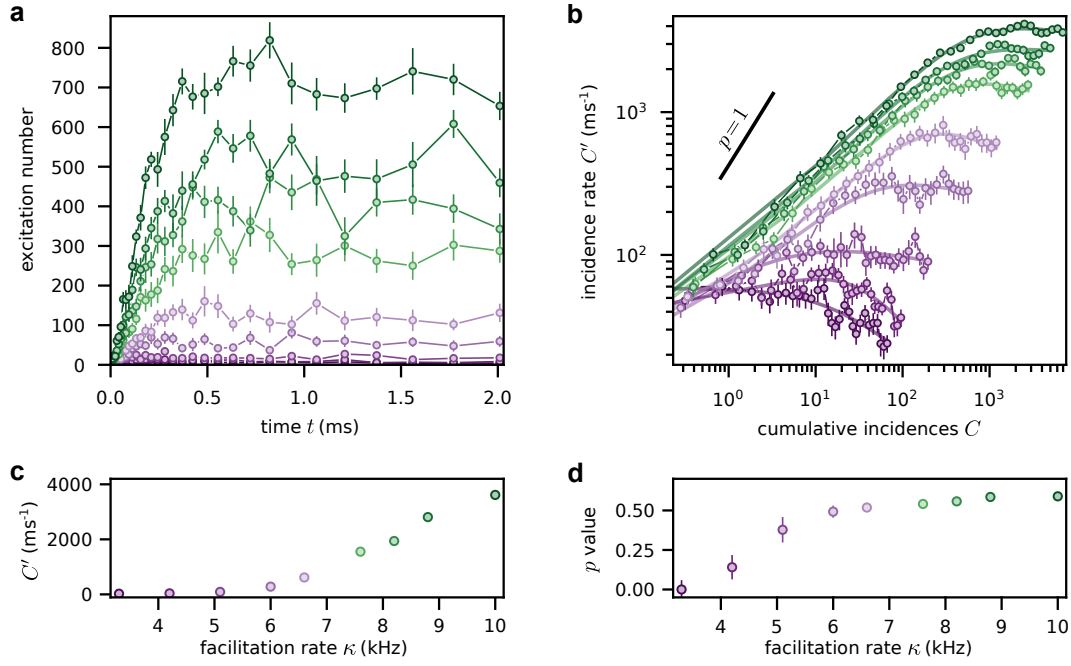 a
800
700
600
500
400
300
200
100
0
excitation number
0.0 0.5 1.0 1.5 2.0
time t (ms)
b
10³
10²
incidence rate C′ (ms⁻¹)
p=1
10⁰ 10¹ 10² 10³
cumulative incidences C
c
4000
2000
0
C′ (ms⁻¹)
4 5 6 7 8 9 10
facilitation rate κ (kHz)
d
0.50
0.25
0.00
p value
4 5 6 7 8 9 10
facilitation rate κ (kHz)